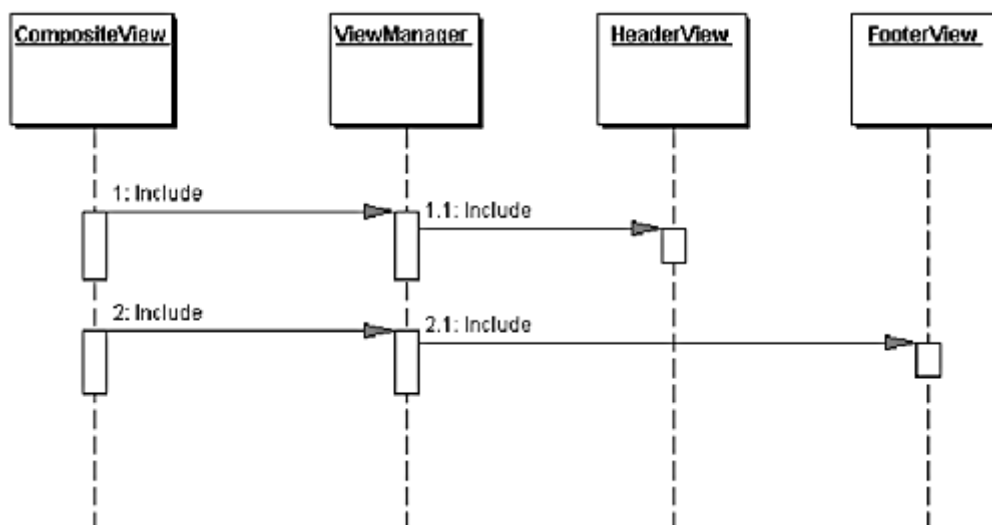 CompositeView
ViewManager
HeaderView
FooterView
1: Include
1.1: Include
2: Include
2.1: Include